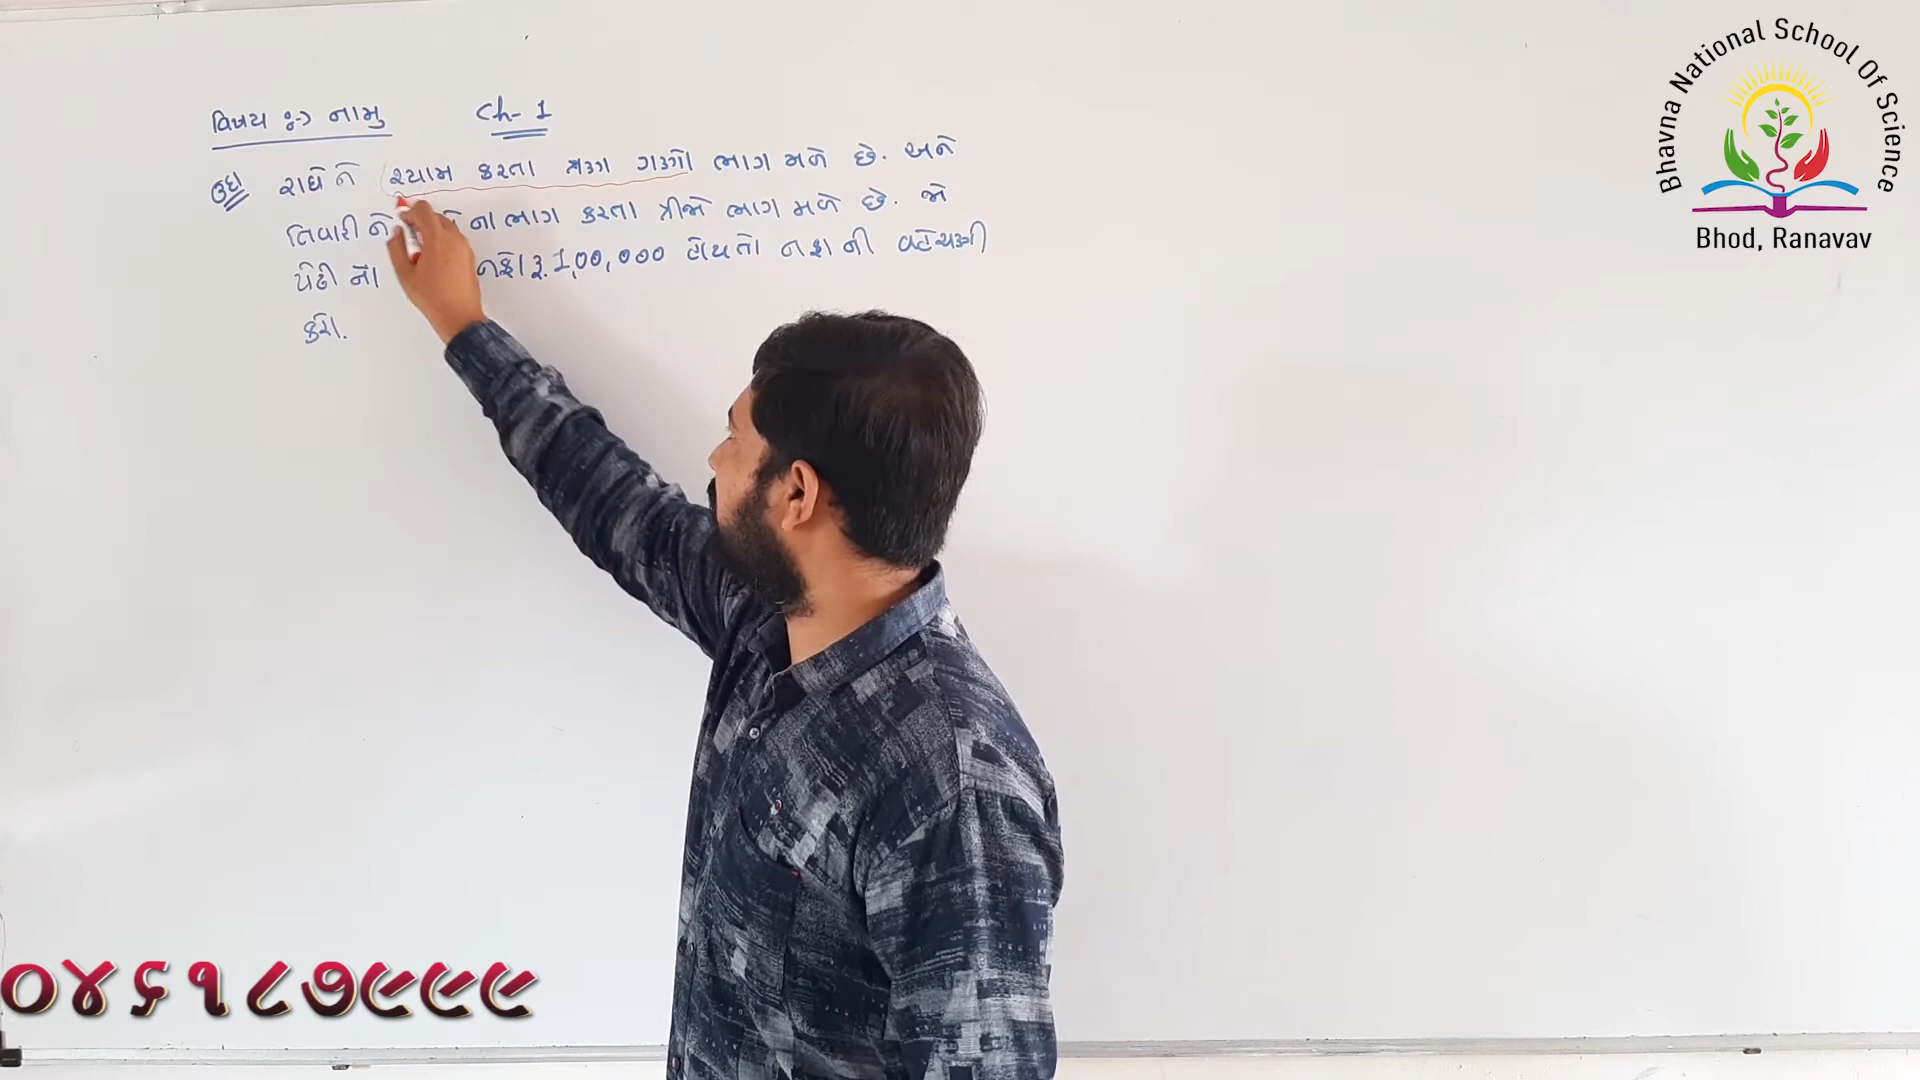 વિષય :-> નામુ Ch-1
ઉદા રાધેને શ્યામ કરતા ત્રણ ગણો ભાગ મળે છે. અને
તિવારી ને ના ભાગ કરતા ત્રીજો ભાગ મળે છે. જો
પેઢી નો નફો રૂ.1,00,000 હોયતો નફાની વહેંચણી
કરો.
Bhavna National School Of Science
Bhod, Ranavav
૦૪૬૧૮૭૯૯૯